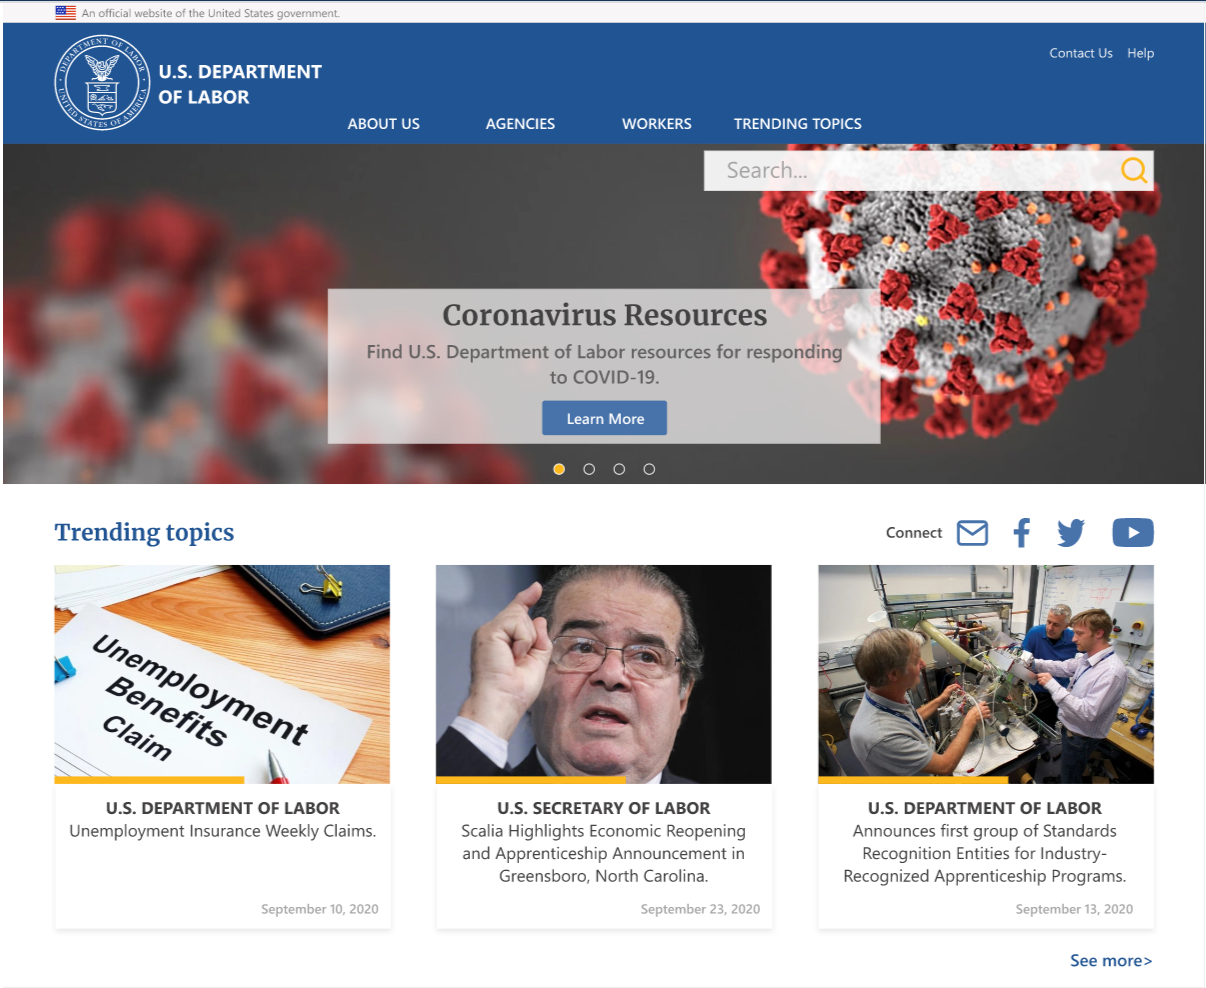 An official website of the United States government.
DEPARTMENT OF LABOR
UNITED STATES OF AMERICA
U.S. DEPARTMENT
OF LABOR
Contact Us Help
ABOUT US AGENCIES WORKERS TRENDING TOPICS
Search...
Coronavirus Resources
Find U.S. Department of Labor resources for responding
to COVID-19.
Learn More
Trending topics
Connect
Unemployment
Benefits
Claim
U.S. DEPARTMENT OF LABOR
Unemployment Insurance Weekly Claims.
September 10, 2020
U.S. SECRETARY OF LABOR
Scalia Highlights Economic Reopening
and Apprenticeship Announcement in
Greensboro, North Carolina.
September 23, 2020
U.S. DEPARTMENT OF LABOR
Announces first group of Standards
Recognition Entities for Industry-
Recognized Apprenticeship Programs.
September 13, 2020
See more>